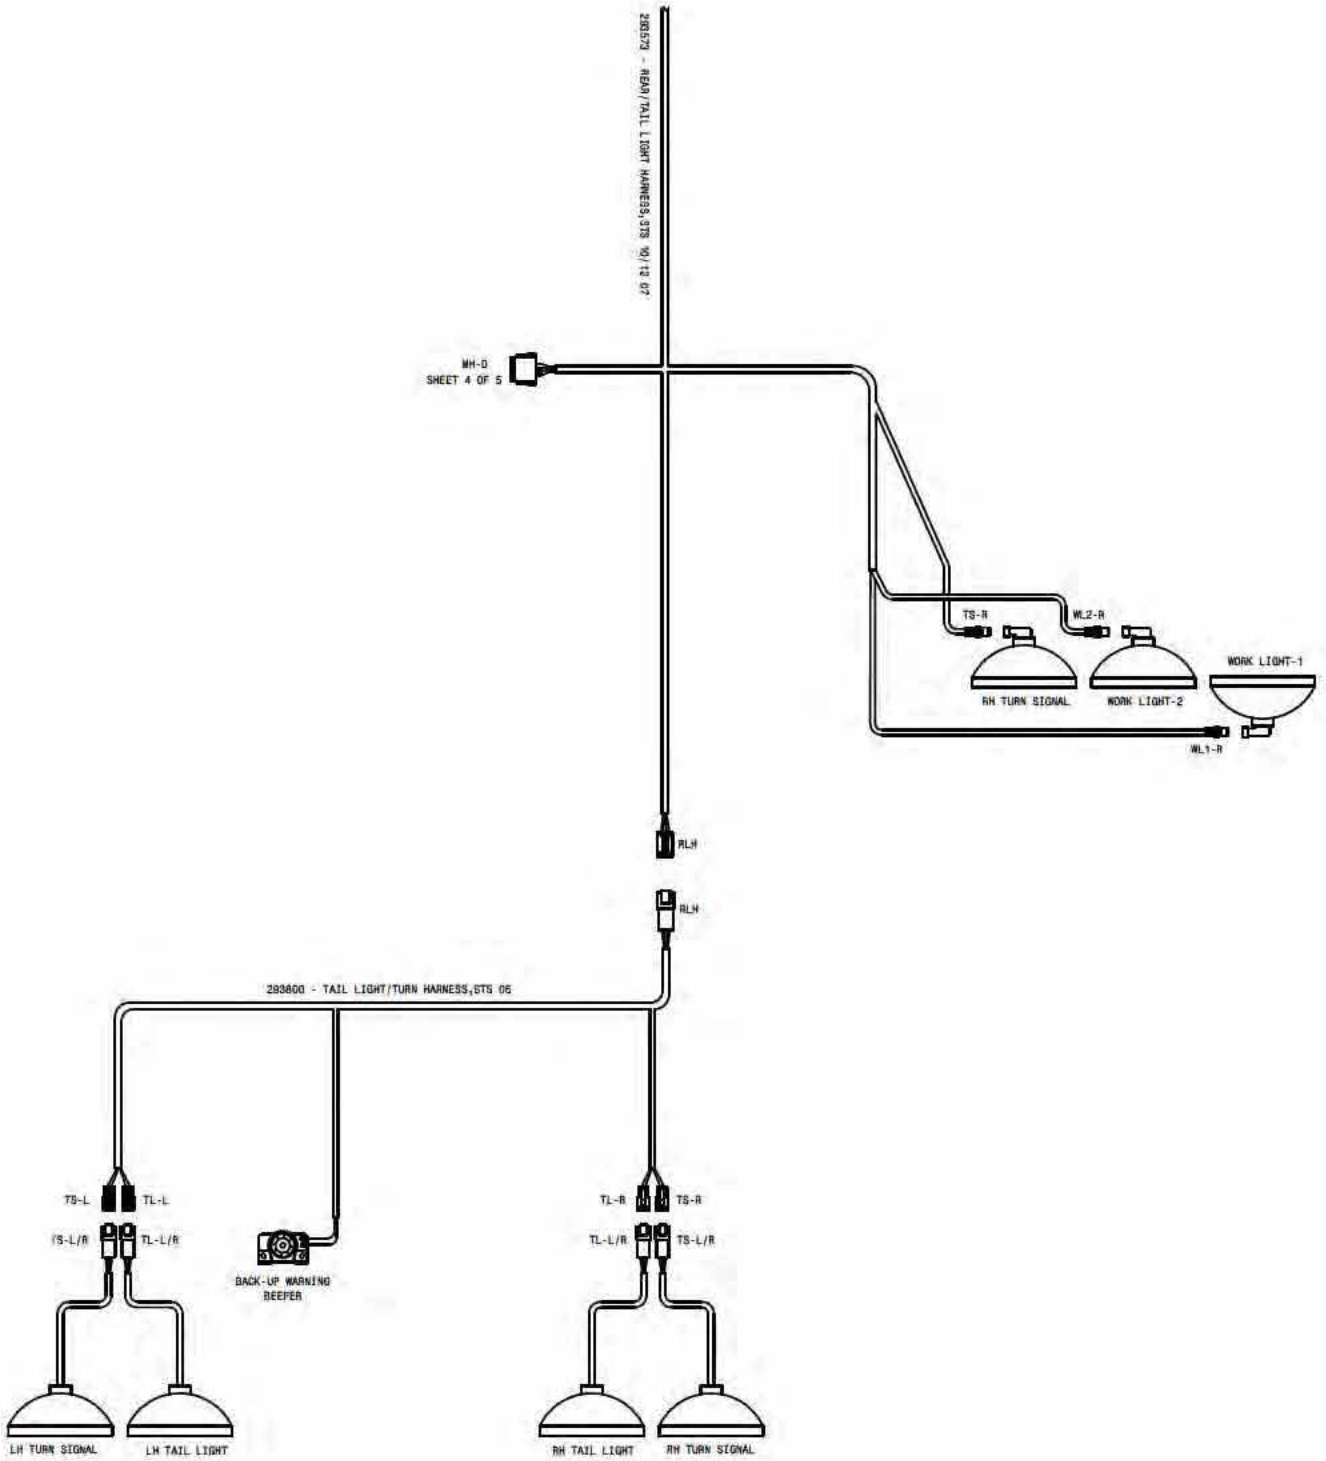 293573 - REAR/TAIL LIGHT HARNESS,STS 10/12 07
MH-D
SHEET 4 OF 5
TS-R
WL2-R
WORK LIGHT-1
RH TURN SIGNAL
WORK LIGHT-2
WL1-R
RLH
RLH
293600 - TAIL LIGHT/TURN HARNESS,STS 05
TS-L
TL-L
TL-R
TS-R
TS-L/R
TL-L/R
TL-L/R
TS-L/R
BACK-UP WARNING
BEEPER
LH TURN SIGNAL
LH TAIL LIGHT
RH TAIL LIGHT
RH TURN SIGNAL